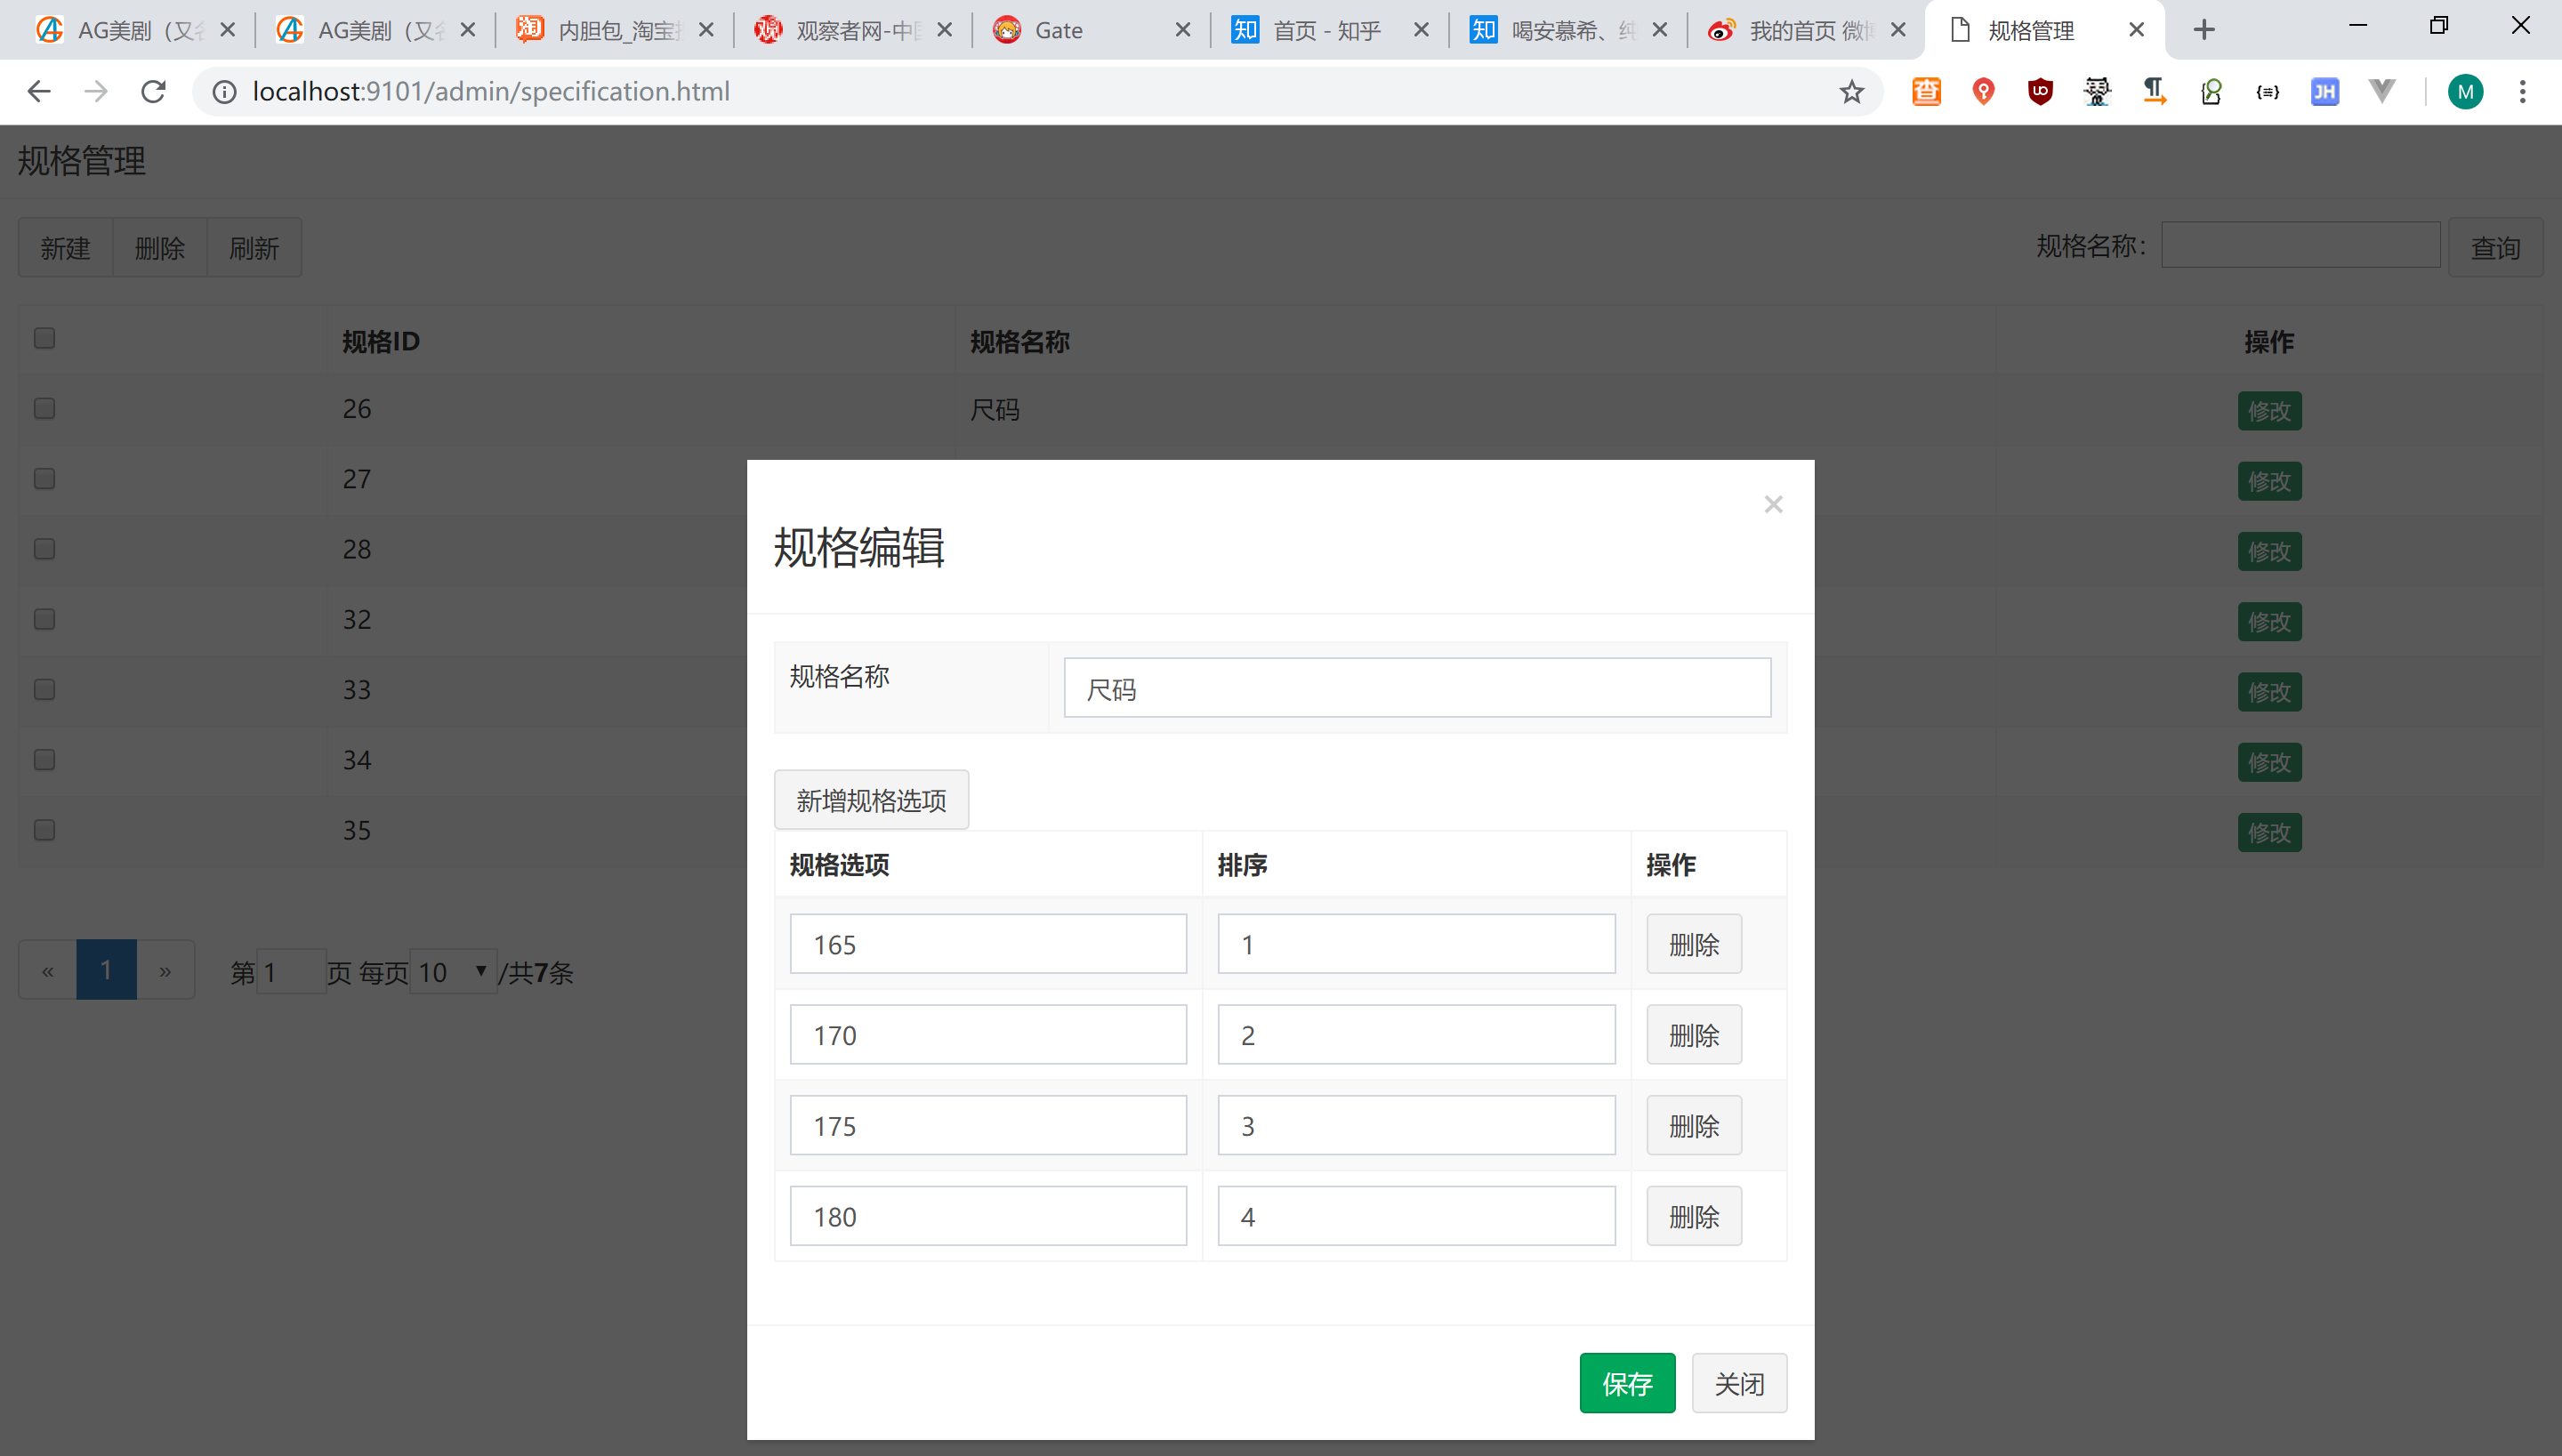 AG美剧（又名 AG美剧（又名 内胆包_淘宝搜 观察者网-中国 Gate 首页 - 知乎 喝安慕希、纯 我的首页 微博 规格管理
localhost:9101/admin/specification.html
规格管理
新建 删除 刷新 规格名称： 查询
规格ID 规格名称 操作
26 尺码 修改
27 修改
28 修改
32 修改
33 修改
34 修改
35 修改
« 1 » 第 1 页 每页 10 /共7条
×
规格编辑
规格名称 尺码
新增规格选项
规格选项 排序 操作
165 1 删除
170 2 删除
175 3 删除
180 4 删除
保存 关闭